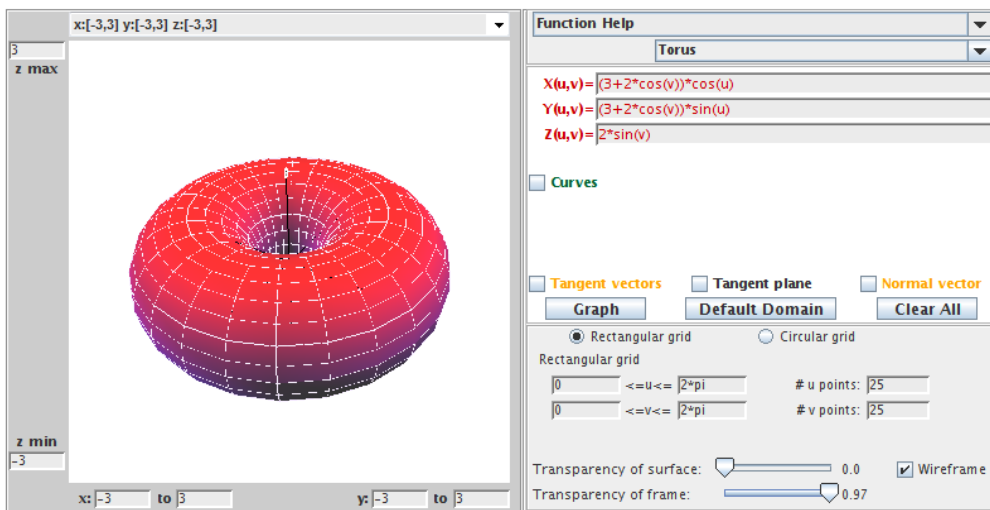 x:[-3,3] y:[-3,3] z:[-3,3]
3
z max
z min
-3
x: -3 to 3 y: -3 to 3
Function Help
Torus
X(u,v)= (3+2*cos(v))*cos(u)
Y(u,v)= (3+2*cos(v))*sin(u)
Z(u,v)= 2*sin(v)
Curves
Tangent vectors Tangent plane Normal vector
Graph Default Domain Clear All
Rectangular grid Circular grid
Rectangular grid
0 <=u<= 2*pi # u points: 25
0 <=v<= 2*pi # v points: 25
Transparency of surface: 0.0 Wireframe
Transparency of frame: 0.97